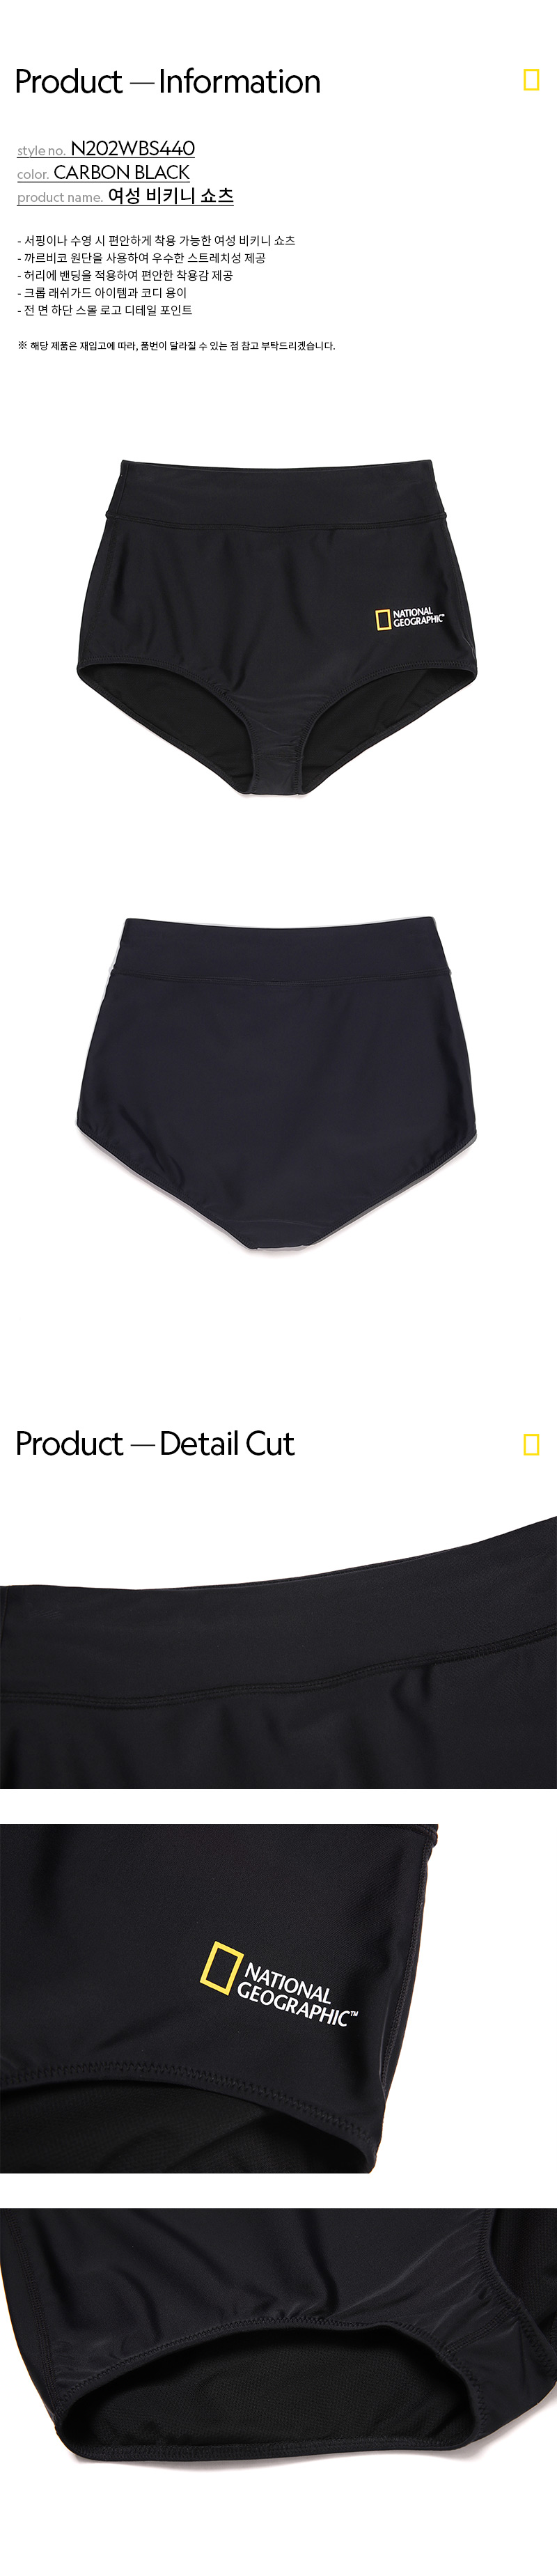 Product — Information
style no. N202WBS440
color. CARBON BLACK
product name. 여성 비키니 쇼츠
- 서핑이나 수영 시 편안하게 착용 가능한 여성 비키니 쇼츠
- 까르비코 원단을 사용하여 우수한 스트레치성 제공
- 허리에 밴딩을 적용하여 편안한 착용감 제공
- 크롭 래쉬가드 아이템과 코디 용이
- 전 면 하단 스몰 로고 디테일 포인트
※ 해당 제품은 재입고에 따라, 품번이 달라질 수 있는 점 참고 부탁드리겠습니다.
NATIONAL
GEOGRAPHIC™
Product — Detail Cut
NATIONAL
GEOGRAPHIC™